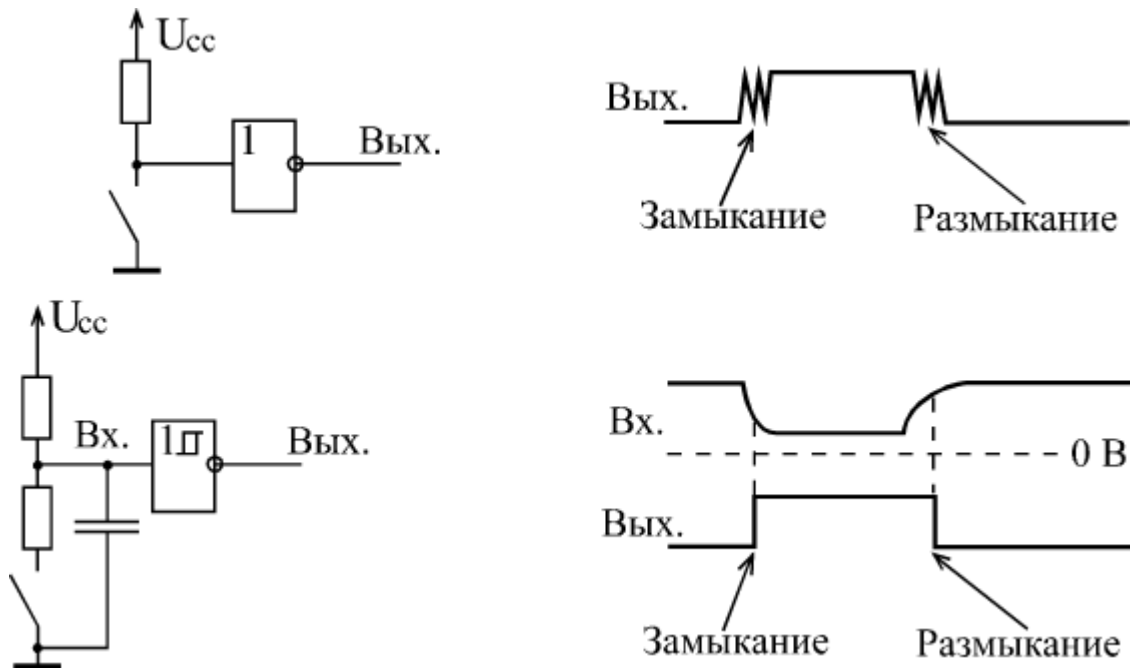 Ucc
1
Вых.
Вых.
Замыкание
Размыкание
Ucc
Вх.
1
Вых.
Вх.
0 В
Вых.
Замыкание
Размыкание